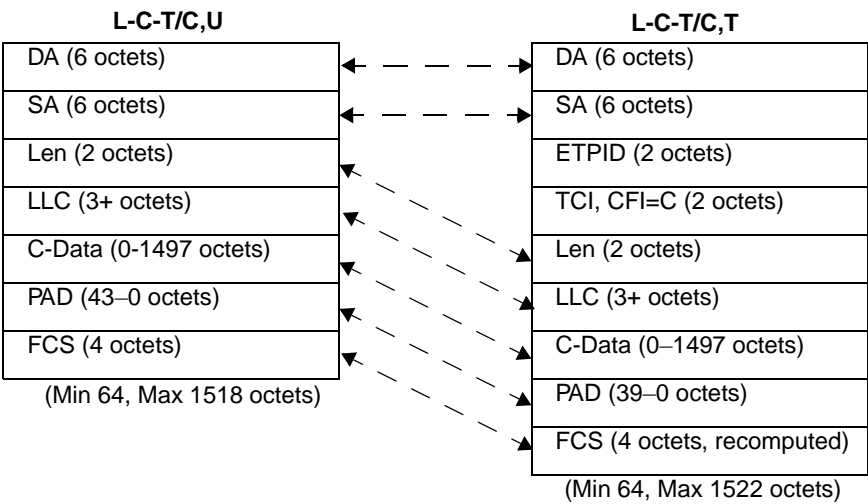 L-C-T/C,U
DA (6 octets)
SA (6 octets)
Len (2 octets)
LLC (3+ octets)
C-Data (0-1497 octets)
PAD (43–0 octets)
FCS (4 octets)
(Min 64, Max 1518 octets)
L-C-T/C,T
DA (6 octets)
SA (6 octets)
ETPID (2 octets)
TCI, CFI=C (2 octets)
Len (2 octets)
LLC (3+ octets)
C-Data (0–1497 octets)
PAD (39–0 octets)
FCS (4 octets, recomputed)
(Min 64, Max 1522 octets)